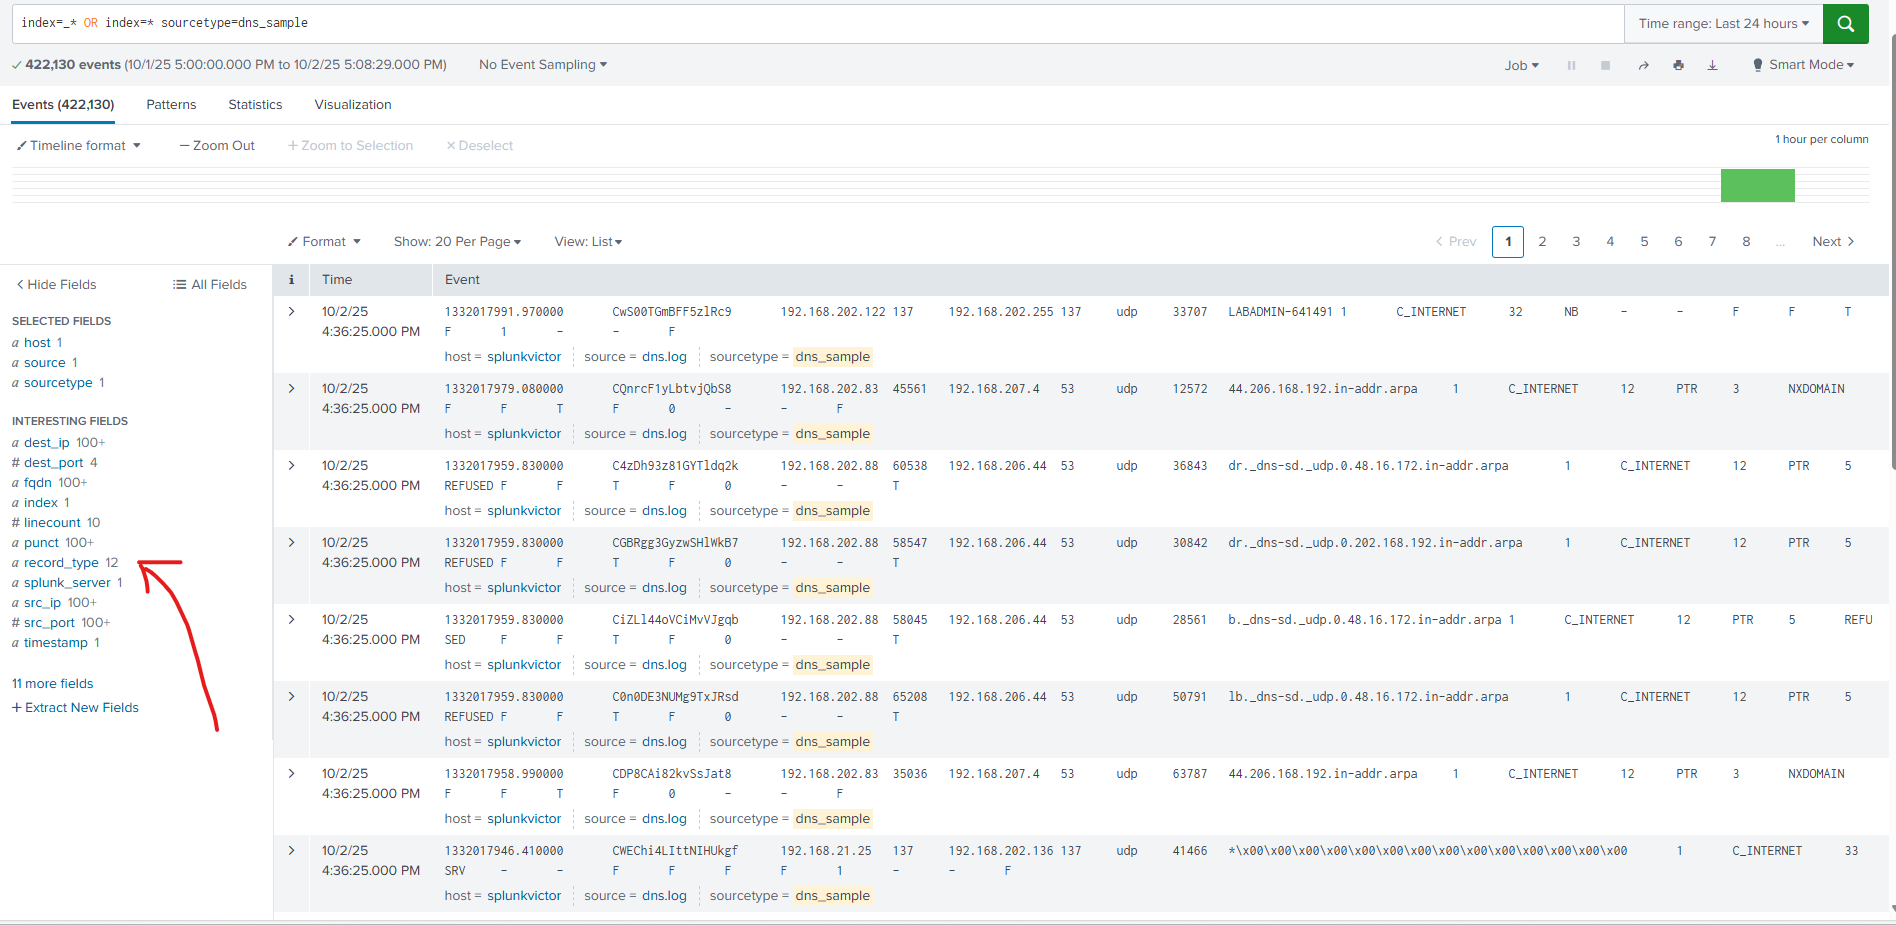 index=_* OR index=* sourcetype=dns_sample
Time range: Last 24 hours
422,130 events (10/1/25 5:00:00.000 PM to 10/2/25 5:08:29.000 PM)
No Event Sampling
Job
Smart Mode
Events (422,130)
Patterns
Statistics
Visualization
Timeline format
— Zoom Out
+ Zoom to Selection
× Deselect
1 hour per column
Format
Show: 20 Per Page
View: List
< Prev 1 2 3 4 5 6 7 8 ... Next >
< Hide Fields
All Fields
SELECTED FIELDS
a host 1
a source 1
a sourcetype 1
INTERESTING FIELDS
a dest_ip 100+
# dest_port 4
a fqdn 100+
a index 1
# linecount 10
a punct 100+
a record_type 12
a splunk_server 1
a src_ip 100+
# src_port 100+
a timestamp 1
11 more fields
+ Extract New Fields
i Time Event
10/2/25 1332017991.970000 CwS00TGmBFF5zlRc9 192.168.202.122 137 192.168.202.255 137 udp 33707 LABADMIN-641491 1 C_INTERNET 32 NB - - F F T
4:36:25.000 PM F 1 - - F
host = splunkvictor source = dns.log sourcetype = dns_sample
10/2/25 1332017979.080000 CQnrcF1yLbtvjQbS8 192.168.202.83 45561 192.168.207.4 53 udp 12572 44.206.168.192.in-addr.arpa 1 C_INTERNET 12 PTR 3 NXDOMAIN
4:36:25.000 PM F F T F 0 - - F
host = splunkvictor source = dns.log sourcetype = dns_sample
10/2/25 1332017959.830000 C4zDh93z81GYTldq2k 192.168.202.88 60538 192.168.206.44 53 udp 36843 dr._dns-sd._udp.0.48.16.172.in-addr.arpa 1 C_INTERNET 12 PTR 5
4:36:25.000 PM REFUSED F F T F 0 - - T
host = splunkvictor source = dns.log sourcetype = dns_sample
10/2/25 1332017959.830000 CGBRgg3GyzwSHlWkB7 192.168.202.88 58547 192.168.206.44 53 udp 30842 dr._dns-sd._udp.0.202.168.192.in-addr.arpa 1 C_INTERNET 12 PTR 5
4:36:25.000 PM REFUSED F F T F 0 - - T
host = splunkvictor source = dns.log sourcetype = dns_sample
10/2/25 1332017959.830000 CiZLl44oVCiMvVJgqb 192.168.202.88 58045 192.168.206.44 53 udp 28561 b._dns-sd._udp.0.48.16.172.in-addr.arpa 1 C_INTERNET 12 PTR 5 REFU
4:36:25.000 PM SED F F T F 0 - - T
host = splunkvictor source = dns.log sourcetype = dns_sample
10/2/25 1332017959.830000 C0n0DE3NUMg9TxJRsd 192.168.202.88 65208 192.168.206.44 53 udp 50791 lb._dns-sd._udp.0.48.16.172.in-addr.arpa 1 C_INTERNET 12 PTR 5
4:36:25.000 PM REFUSED F F T F 0 - - T
host = splunkvictor source = dns.log sourcetype = dns_sample
10/2/25 1332017958.990000 CDP8CAi82kvSsJat8 192.168.202.83 35036 192.168.207.4 53 udp 63787 44.206.168.192.in-addr.arpa 1 C_INTERNET 12 PTR 3 NXDOMAIN
4:36:25.000 PM F F T F 0 - - F
host = splunkvictor source = dns.log sourcetype = dns_sample
10/2/25 1332017946.410000 CWEChi4LIttNIHUkgf 192.168.21.25 137 192.168.202.136 137 udp 41466 *\x00\x00\x00\x00\x00\x00\x00\x00\x00\x00\x00\x00\x00\x00 1 C_INTERNET 33
4:36:25.000 PM SRV - - F F F F 1 - - F
host = splunkvictor source = dns.log sourcetype = dns_sample